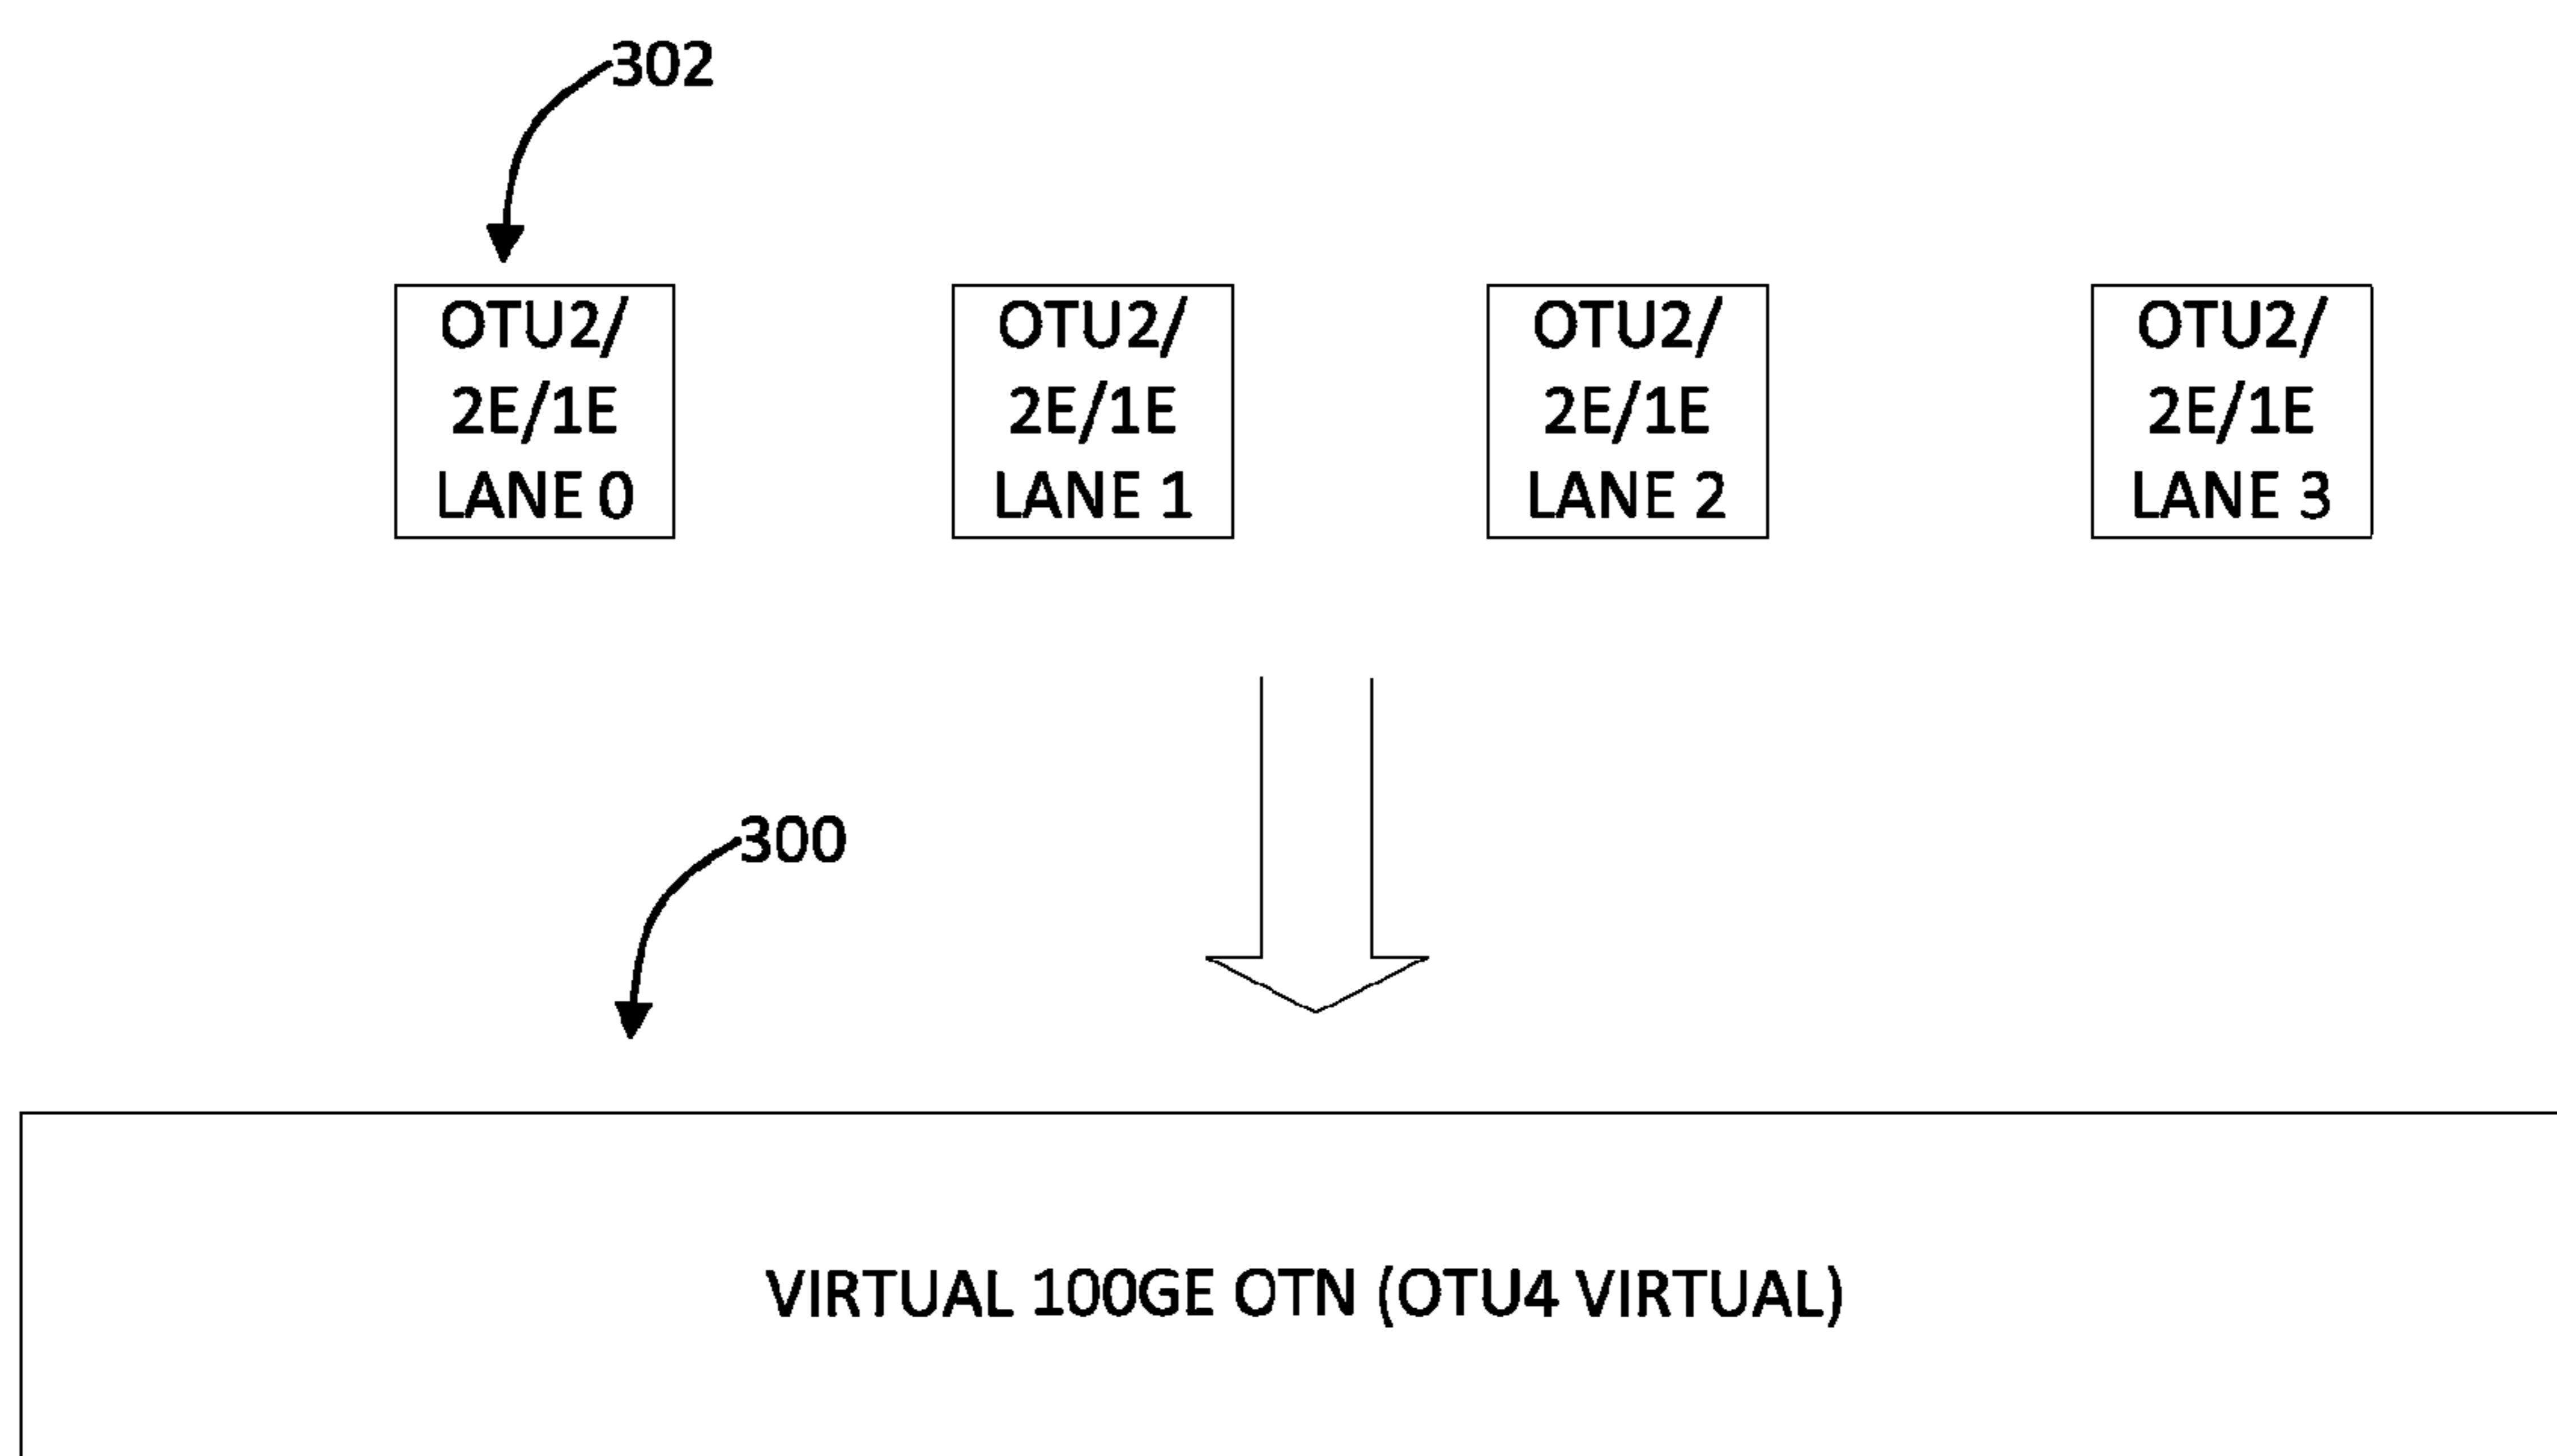 302
OTU2/
2E/1E
LANE 0
OTU2/
2E/1E
LANE 1
OTU2/
2E/1E
LANE 2
OTU2/
2E/1E
LANE 3
300
VIRTUAL 100GE OTN (OTU4 VIRTUAL)